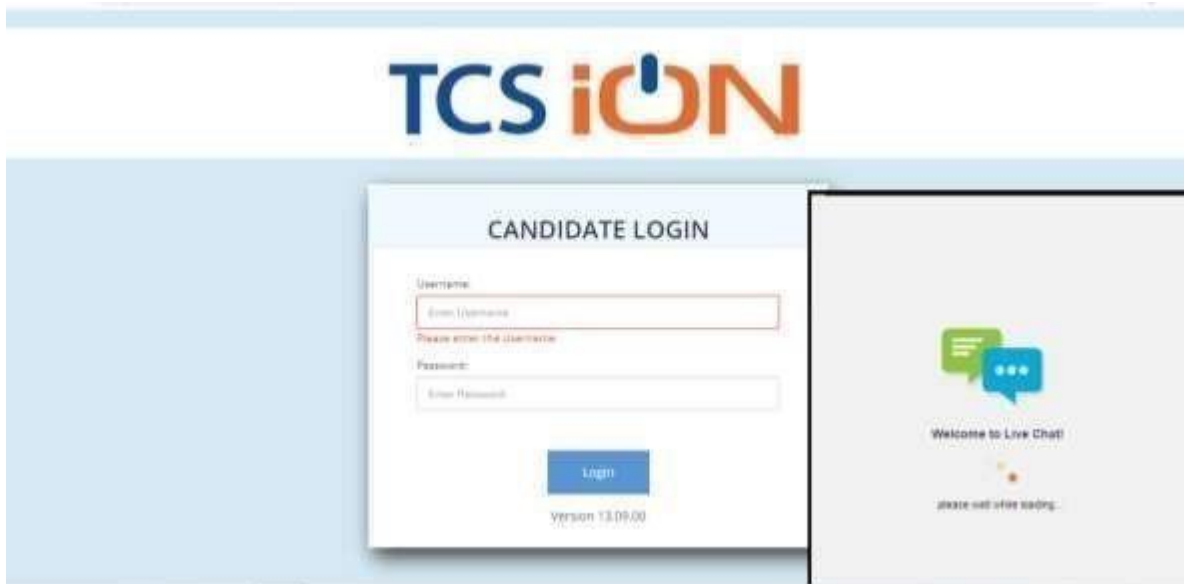 TCS iON
CANDIDATE LOGIN
Username:
Enter Username
Please enter the Username
Password:
Enter Password
Login
Version 13.09.00
Welcome to Live Chat!
please wait while loading..